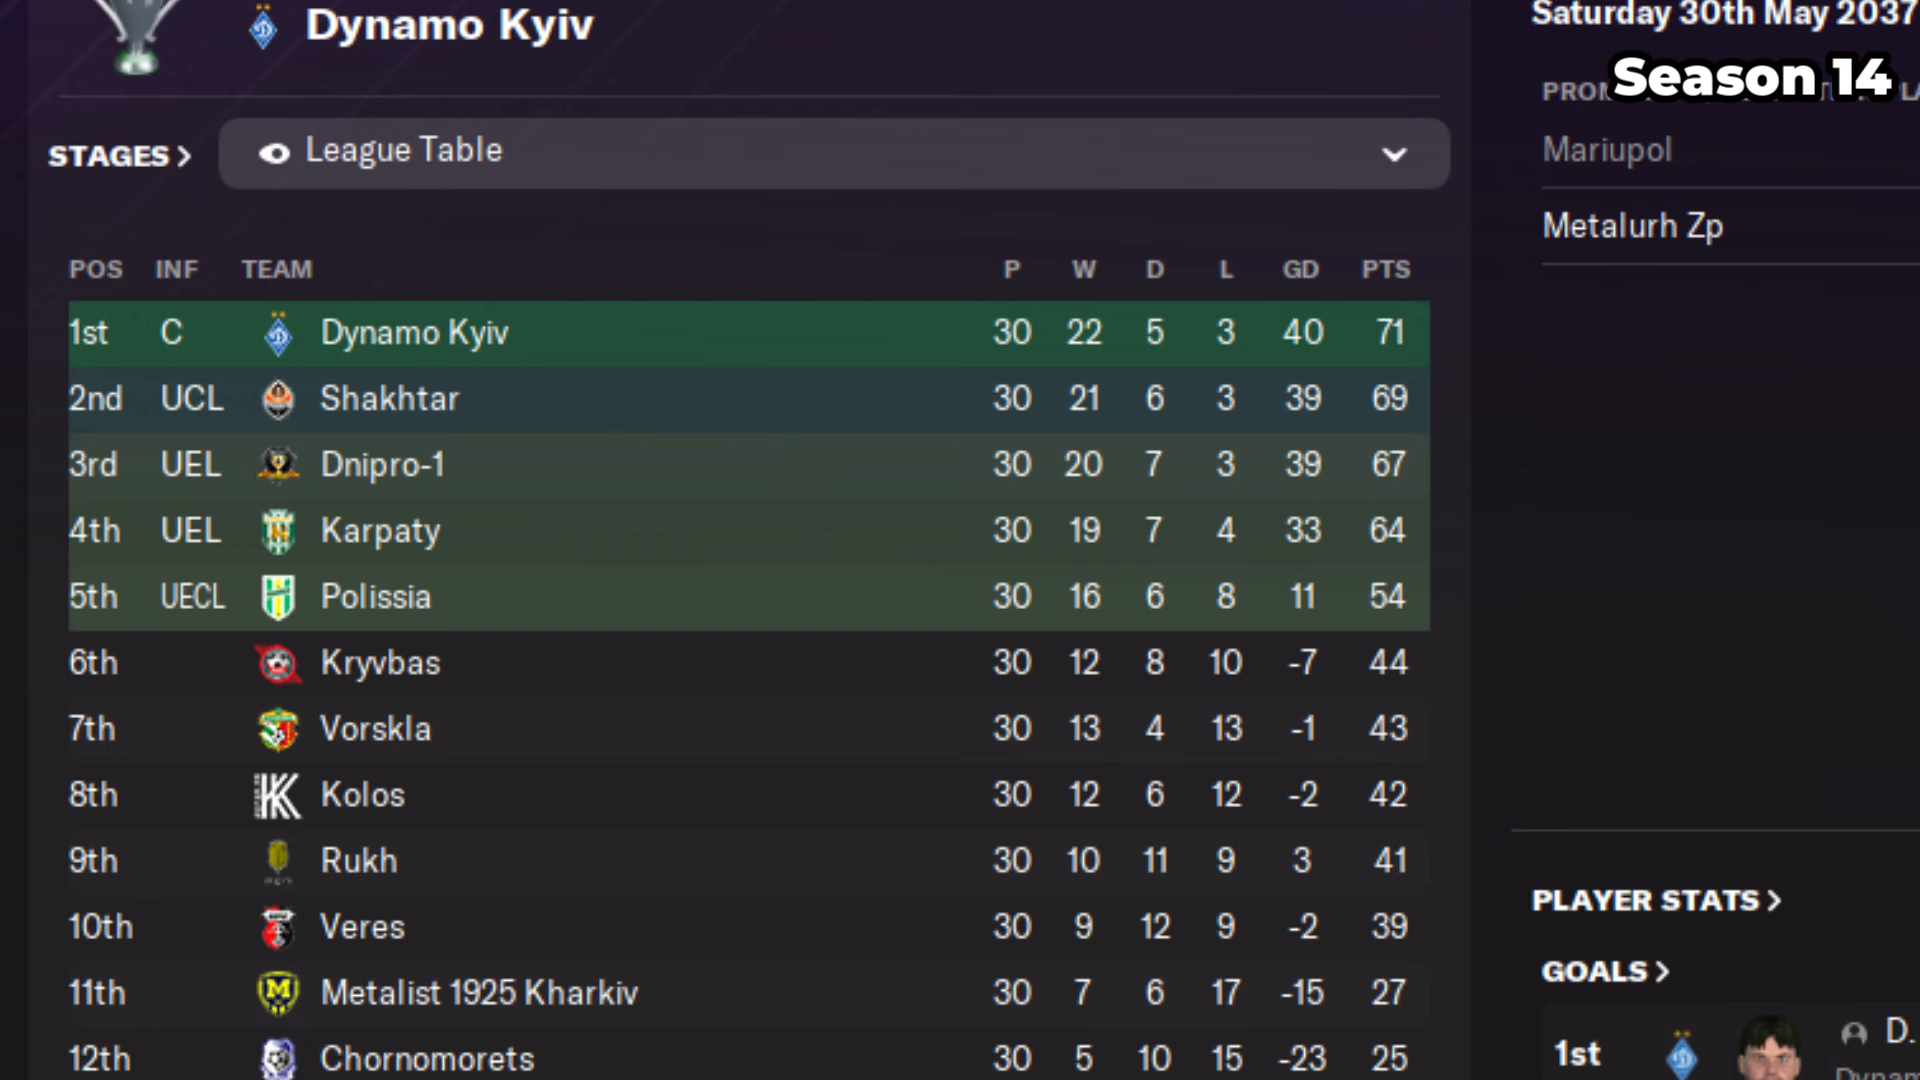 Dynamo Kyiv
Saturday 30th May 2037
Season 14
STAGES
League Table
Mariupol
Metalurh Zp
POS INF TEAM P W D L GD PTS
1st C Dynamo Kyiv 30 22 5 3 40 71
2nd UCL Shakhtar 30 21 6 3 39 69
3rd UEL Dnipro-1 30 20 7 3 39 67
4th UEL Karpaty 30 19 7 4 33 64
5th UECL Polissia 30 16 6 8 11 54
6th Kryvbas 30 12 8 10 -7 44
7th Vorskla 30 13 4 13 -1 43
8th Kolos 30 12 6 12 -2 42
9th Rukh 30 10 11 9 3 41
10th Veres 30 9 12 9 -2 39
11th Metalist 1925 Kharkiv 30 7 6 17 -15 27
12th Chornomorets 30 5 10 15 -23 25
PLAYER STATS
GOALS
1st D.